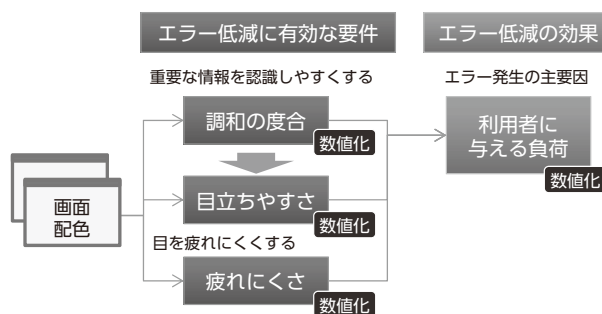 エラー低減に有効な要件
エラー低減の効果
重要な情報を認識しやすくする
エラー発生の主要因
調和の度合
数値化
利用者に
与える負荷
数値化
画面
配色
目立ちやすさ
数値化
目を疲れにくくする
疲れにくさ
数値化